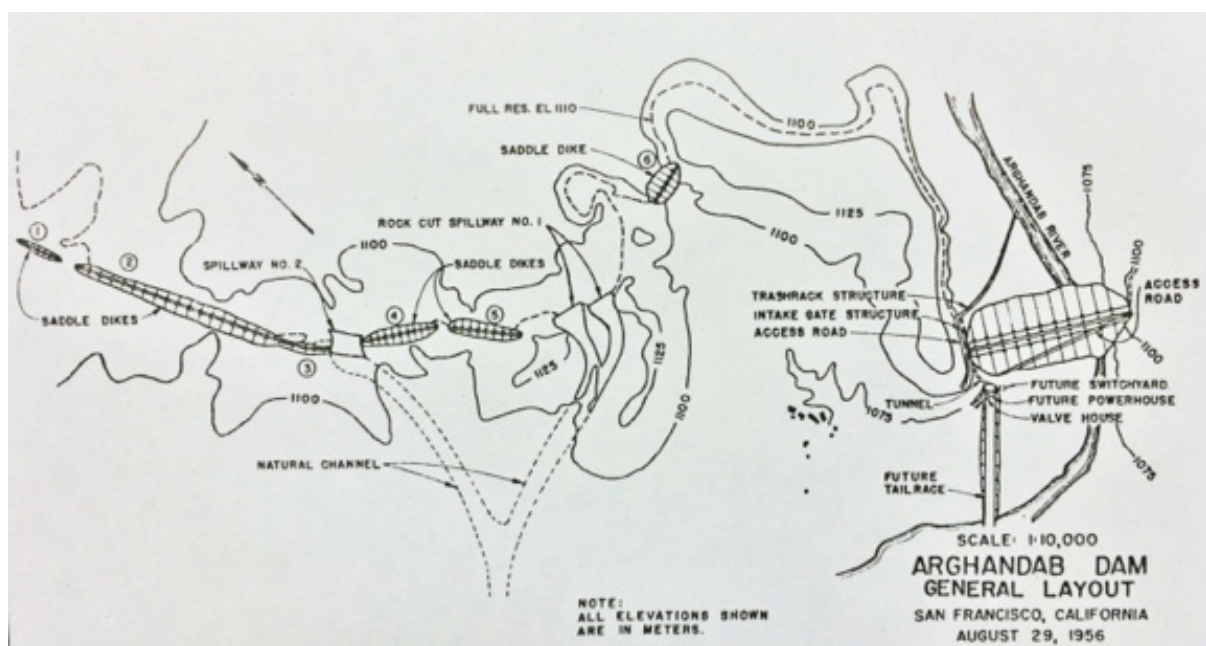 FULL RES. EL 1110
1100
SADDLE DIKE
6
ARGHANDAB RIVER
1075
N
1125
1100
ROCK CUT SPILLWAY NO. 1
1
2
1100
SPILLWAY NO. 2
SADDLE DIKES
4
5
SADDLE DIKES
3
1100
1125
1125
1100
1100
ACCESS
ROAD
TRASHRACK STRUCTURE
INTAKE GATE STRUCTURE
ACCESS ROAD
1100
TUNNEL
1075
FUTURE SWITCHYARD
FUTURE POWERHOUSE
VALVE HOUSE
1075
NATURAL CHANNEL
FUTURE
TAILRACE
SCALE: 1:10,000
ARGHANDAB DAM
GENERAL LAYOUT
SAN FRANCISCO, CALIFORNIA
AUGUST 29, 1956
NOTE:
ALL ELEVATIONS SHOWN
ARE IN METERS.